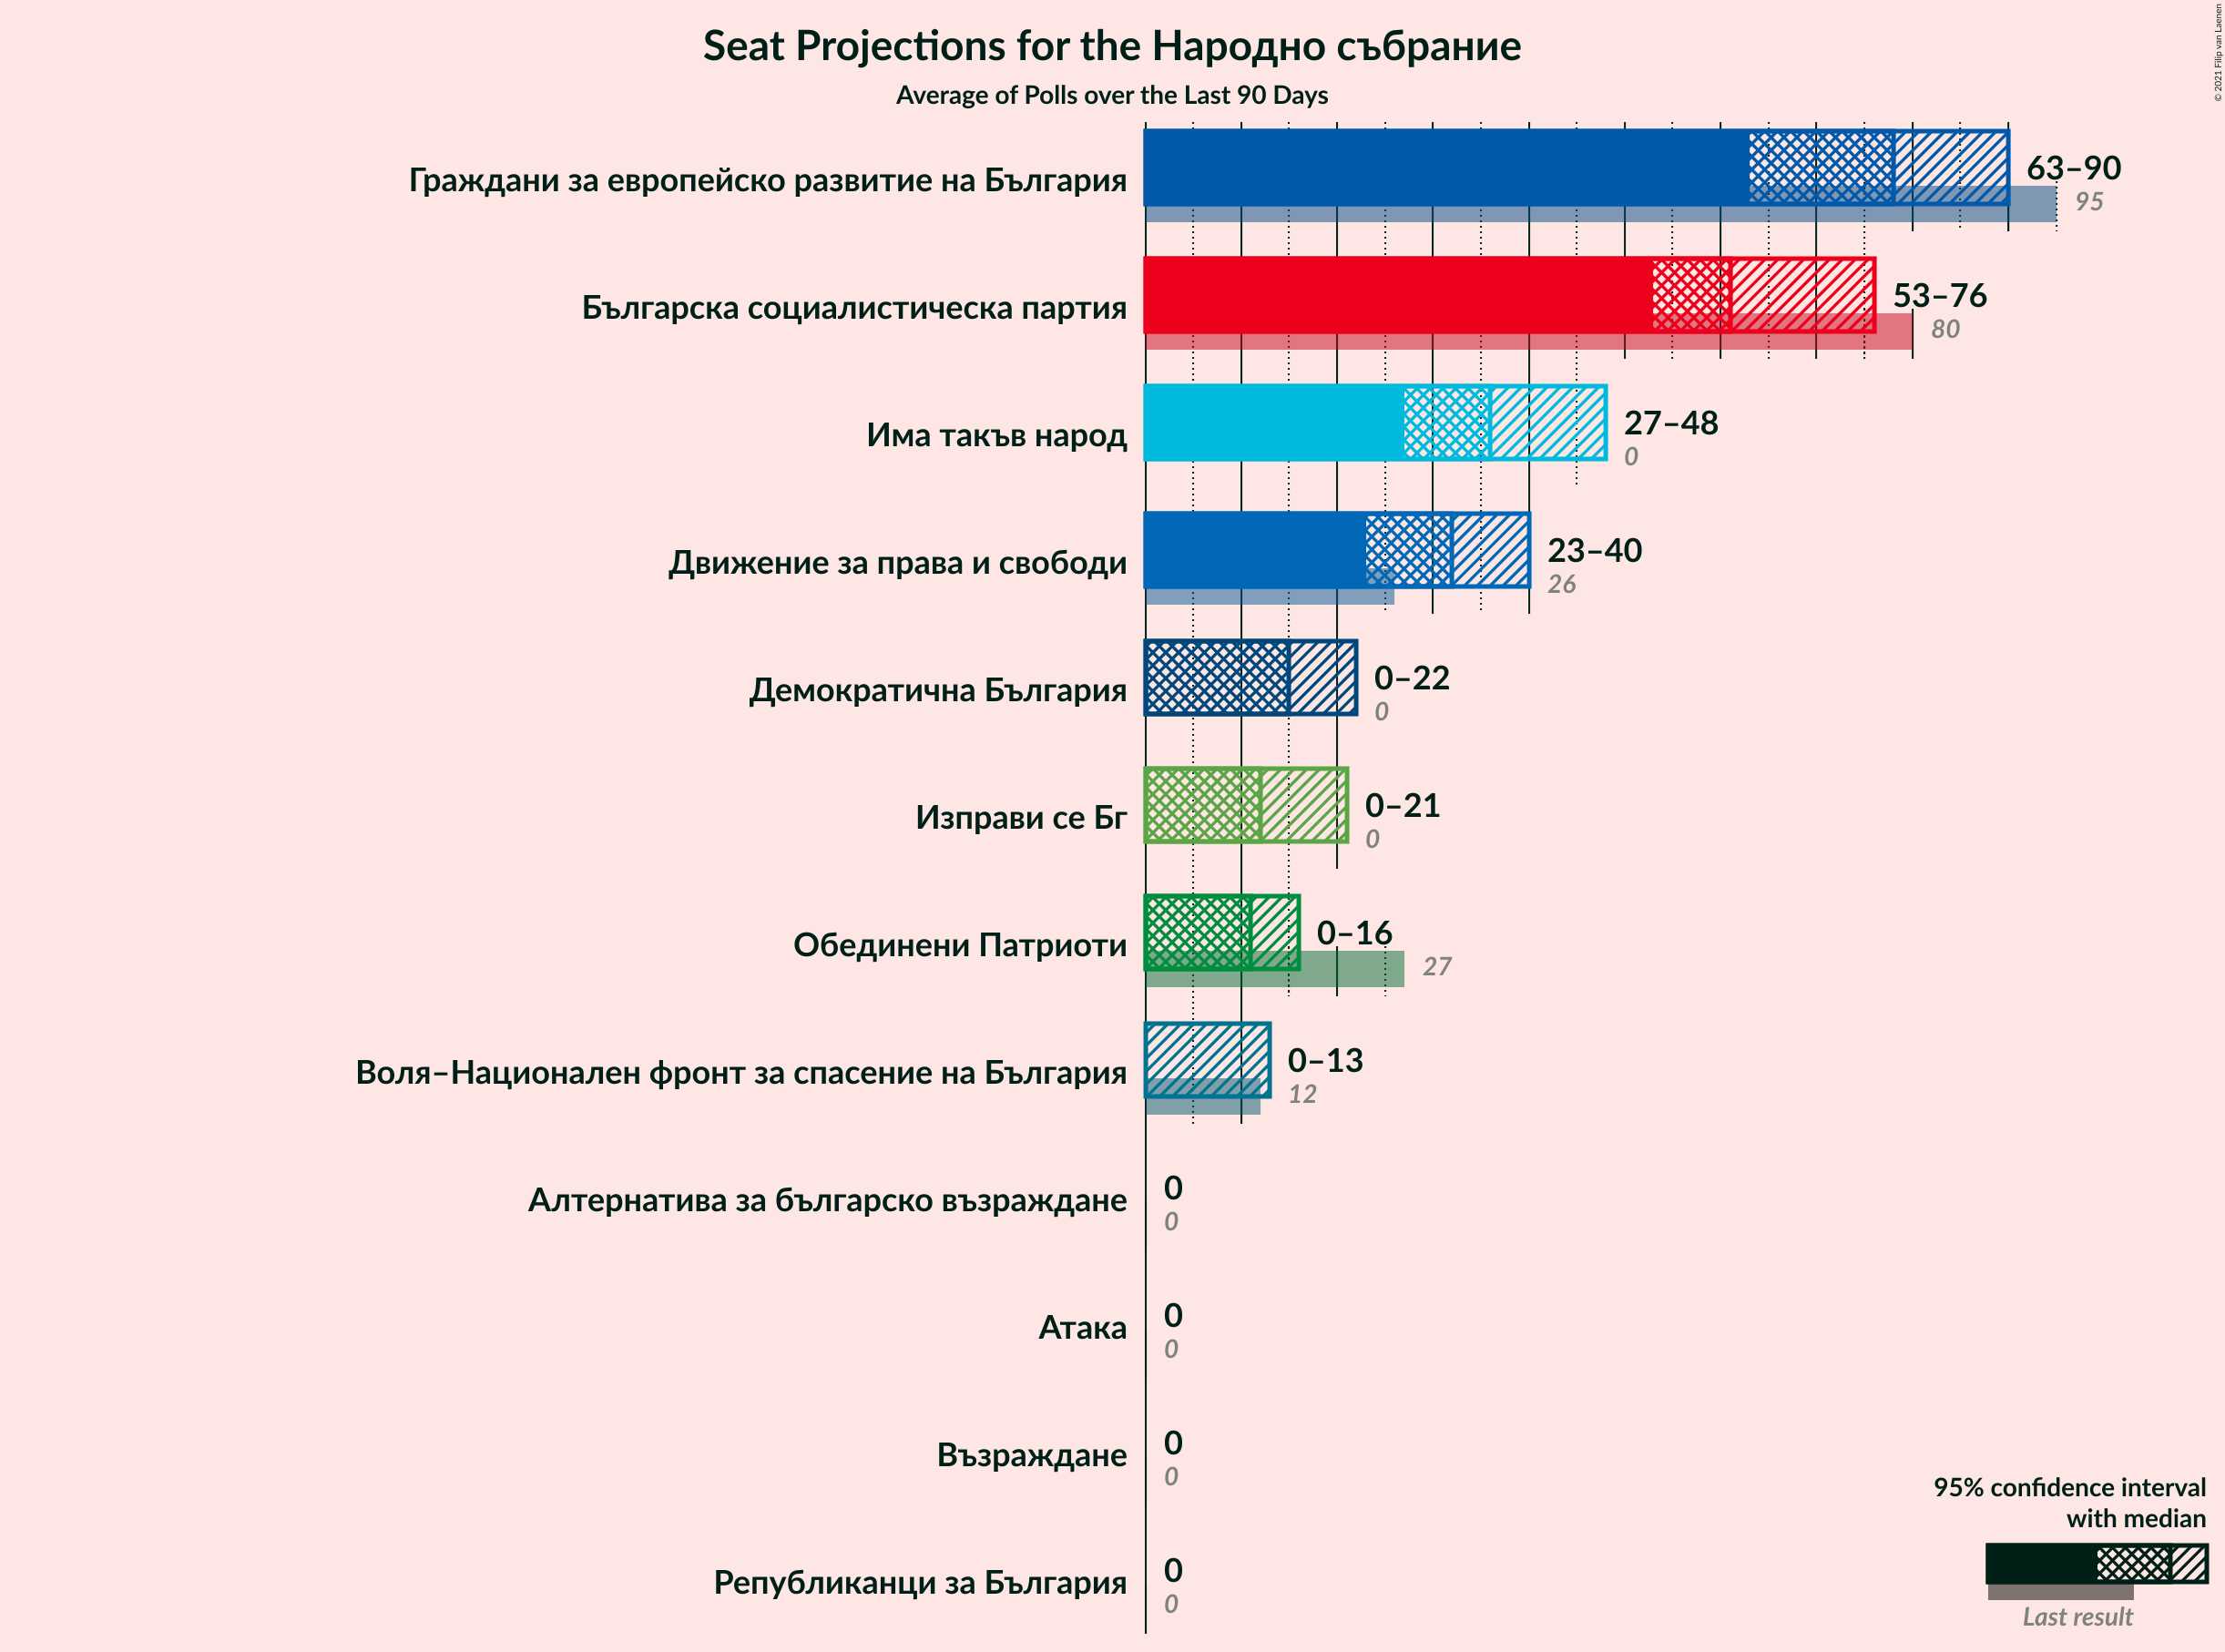 Seat Projections for the Народно събрание
Average of Polls over the Last 90 Days
© 2021 Filip van Laenen
Граждани за европейско развитие на България
63–90
95
Българска социалистическа партия
53–76
80
Има такъв народ
27–48
0
Движение за права и свободи
23–40
26
Демократична България
0–22
0
Изправи се Бг
0–21
0
Обединени Патриоти
0–16
27
Воля–Национален фронт за спасение на България
0–13
12
Алтернатива за българско възраждане
0
0
Атака
0
0
Възраждане
0
0
Републиканци за България
0
0
95% confidence interval
with median
Last result